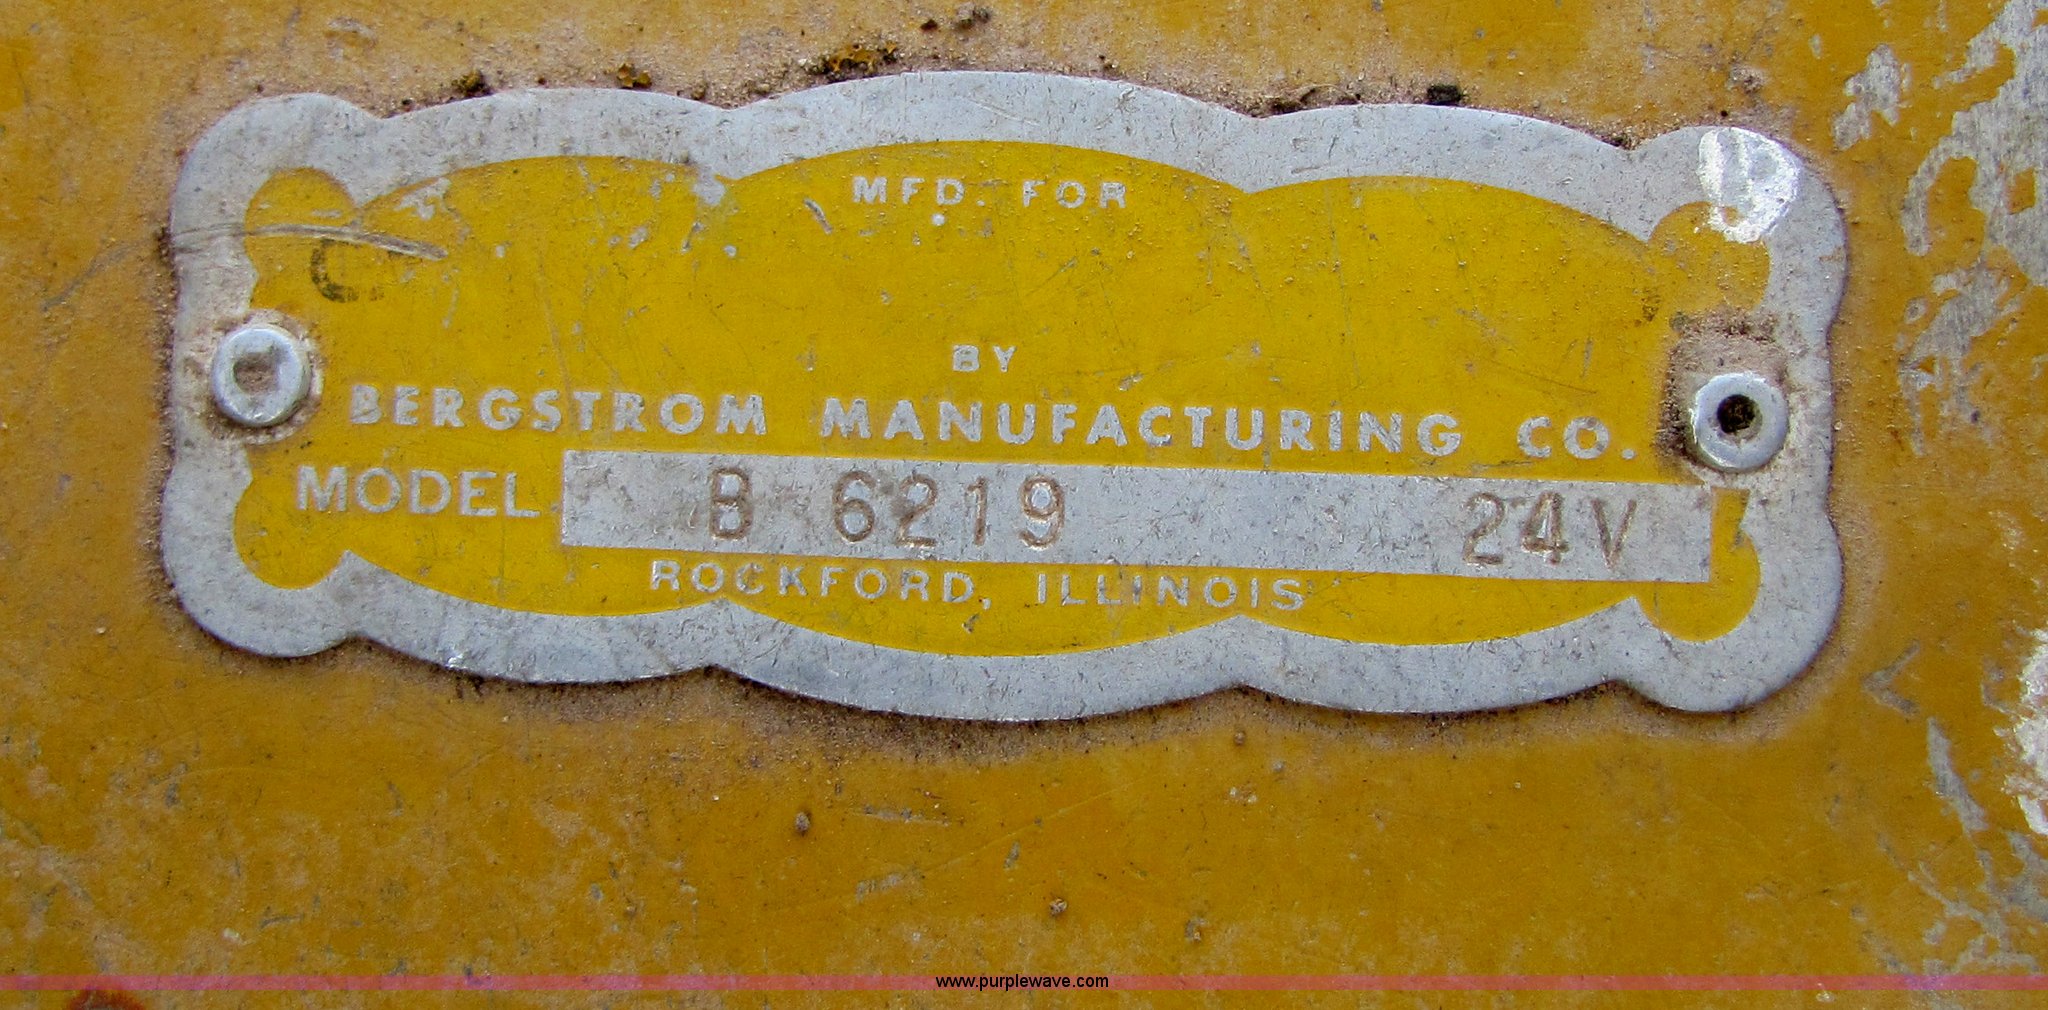 MFD. FOR
BY
BERGSTROM MANUFACTURING CO.
MODEL B 6219 24V
ROCKFORD, ILLINOIS
www.purplewave.com